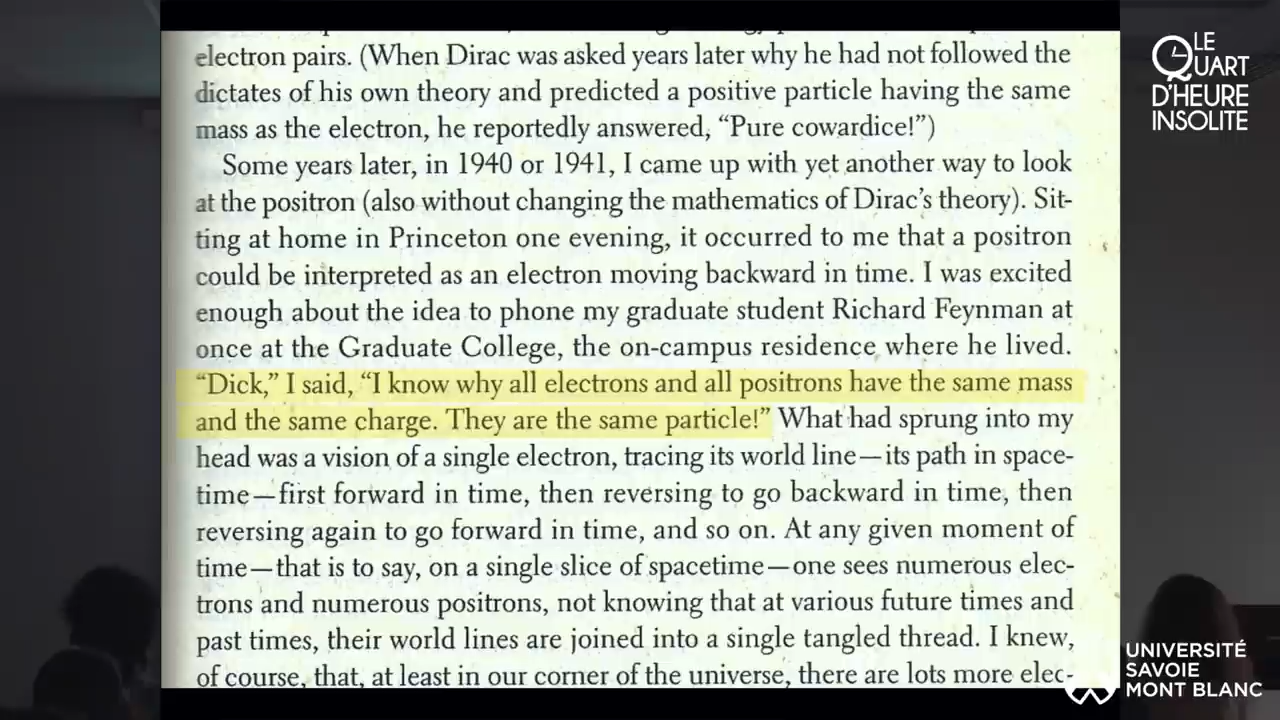 electron pairs. (When Dirac was asked years later why he had not followed the
dictates of his own theory and predicted a positive particle having the same
mass as the electron, he reportedly answered, “Pure cowardice!”)
Some years later, in 1940 or 1941, I came up with yet another way to look
at the positron (also without changing the mathematics of Dirac’s theory). Sit-
ting at home in Princeton one evening, it occurred to me that a positron
could be interpreted as an electron moving backward in time. I was excited
enough about the idea to phone my graduate student Richard Feynman at
once at the Graduate College, the on-campus residence where he lived.
“Dick,” I said, “I know why all electrons and all positrons have the same mass
and the same charge. They are the same particle!” What had sprung into my
head was a vision of a single electron, tracing its world line—its path in space-
time—first forward in time, then reversing to go backward in time, then
reversing again to go forward in time, and so on. At any given moment of
time—that is to say, on a single slice of spacetime—one sees numerous elec-
trons and numerous positrons, not knowing that at various future times and
past times, their world lines are joined into a single tangled thread. I knew,
of course, that, at least in our corner of the universe, there are lots more elec-
LE
QUART
D’HEURE
INSOLITE
UNIVERSITÉ
SAVOIE
MONT BLANC